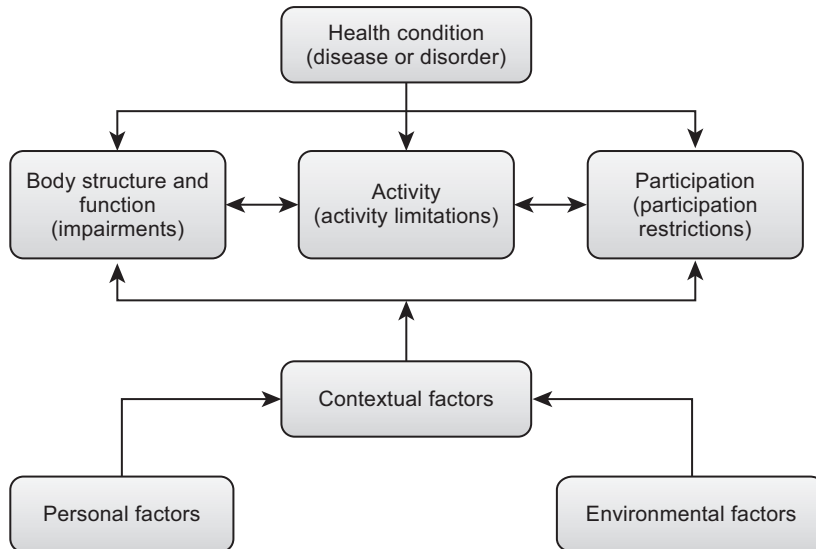 Health condition
(disease or disorder)
Body structure and
function
(impairments)
Activity
(activity limitations)
Participation
(participation
restrictions)
Contextual factors
Personal factors
Environmental factors